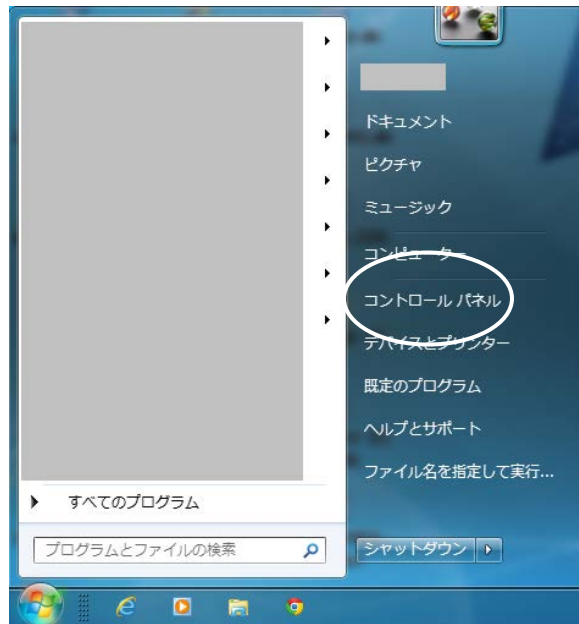 ドキュメント
ピクチャ
ミュージック
コンピューター
コントロール パネル
デバイスとプリンター
既定のプログラム
ヘルプとサポート
ファイル名を指定して実行...
すべてのプログラム
プログラムとファイルの検索
シャットダウン